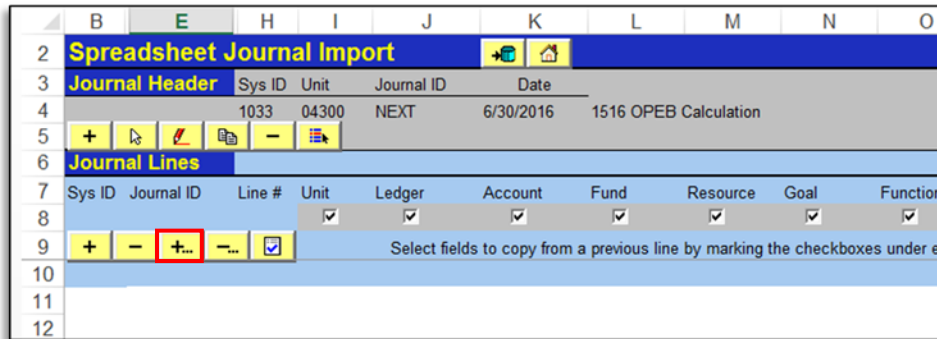 B E H I J K L M N O
2 Spreadsheet Journal Import
3 Journal Header Sys ID Unit Journal ID Date
4 1033 04300 NEXT 6/30/2016 1516 OPEB Calculation
5 + −
6 Journal Lines
7 Sys ID Journal ID Line # Unit Ledger Account Fund Resource Goal Function
8
9 + − +... −... Select fields to copy from a previous line by marking the checkboxes under e
10
11
12